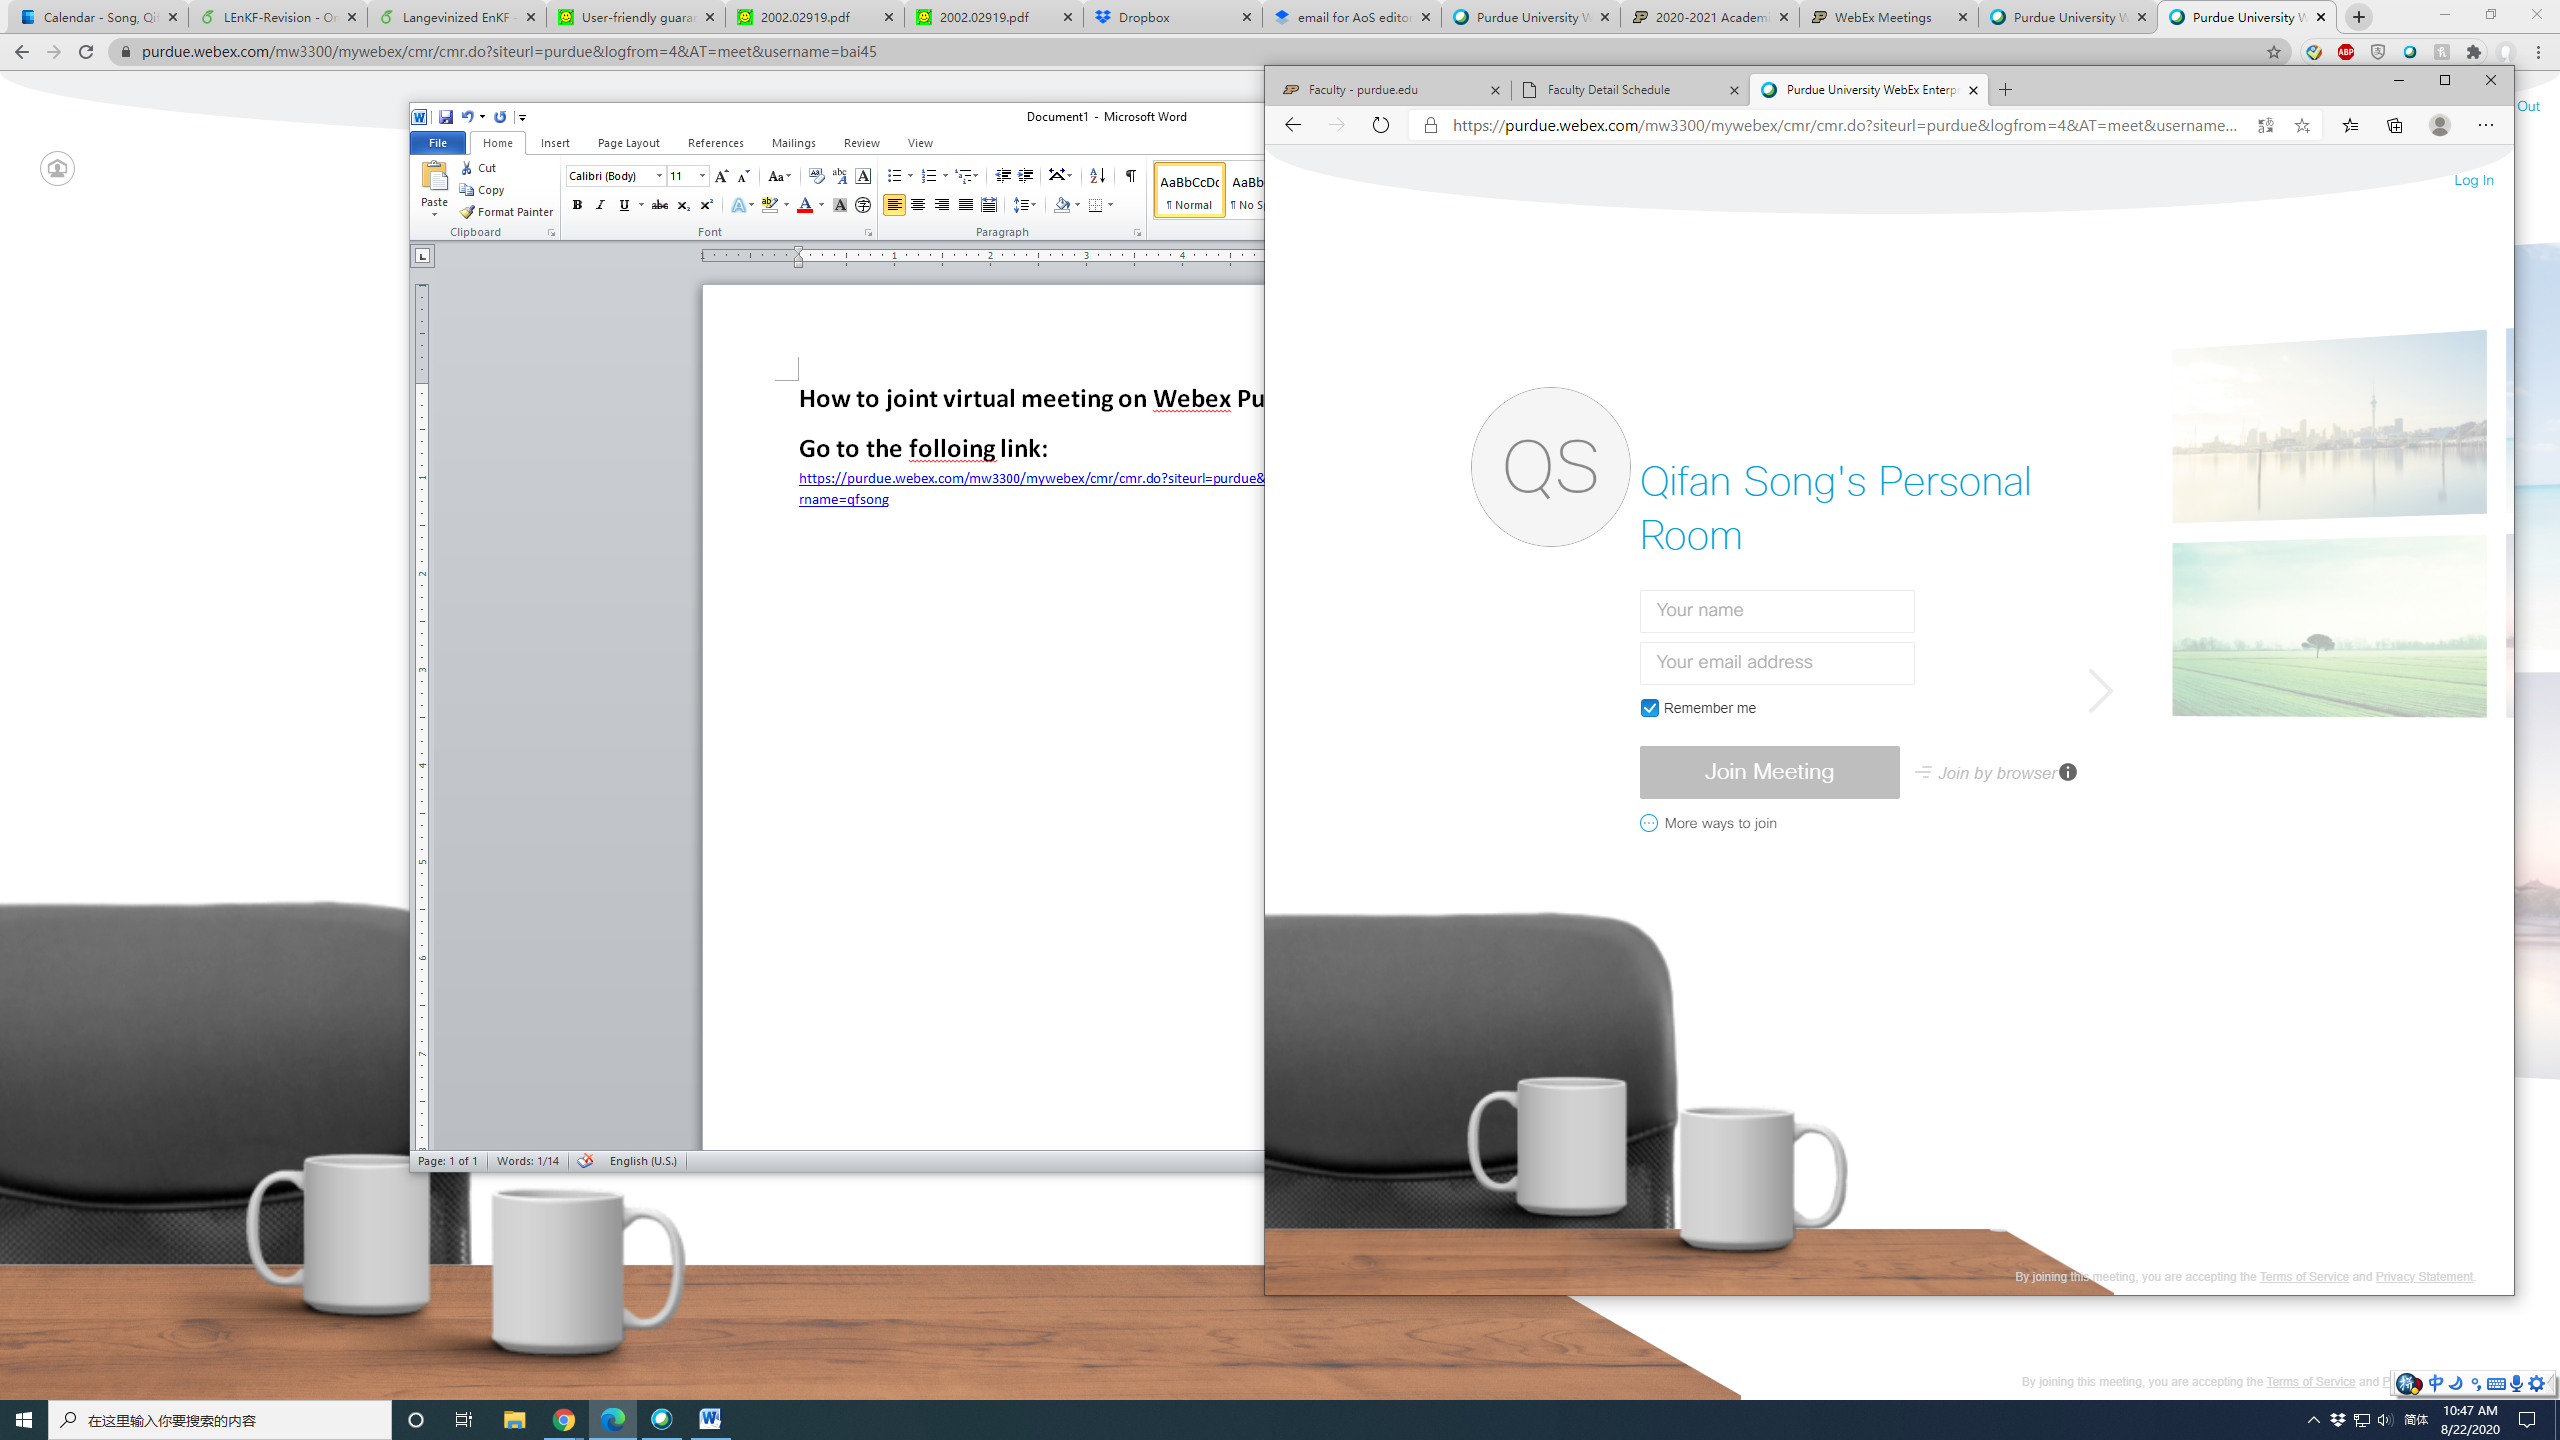 Calendar - Song, Qif
LEnKF-Revision - On
Langevinized EnKF -
User-friendly guaran
2002.02919.pdf
2002.02919.pdf
Dropbox
email for AoS editor
Purdue University W
2020-2021 Academi
WebEx Meetings
Purdue University W
Purdue University W
purdue.webex.com/mw3300/mywebex/cmr/cmr.do?siteurl=purdue&logfrom=4&AT=meet&username=bai45
Out
Document1 - Microsoft Word
File
Home
Insert
Page Layout
References
Mailings
Review
View
Paste
Cut
Copy
Format Painter
Clipboard
Calibri (Body)
11
Font
Paragraph
AaBbCcDc
¶ Normal
AaBb
¶ No S
How to joint virtual meeting on Webex Pu
Go to the folloing link:
https://purdue.webex.com/mw3300/mywebex/cmr/cmr.do?siteurl=purdue&
rname=qfsong
Page: 1 of 1
Words: 1/14
English (U.S.)
Faculty - purdue.edu
Faculty Detail Schedule
Purdue University WebEx Enterp
https://purdue.webex.com/mw3300/mywebex/cmr/cmr.do?siteurl=purdue&logfrom=4&AT=meet&username...
Log In
QS
Qifan Song's Personal
Room
Your name
Your email address
Remember me
Join Meeting
Join by browser
More ways to join
By joining this meeting, you are accepting the Terms of Service and Privacy Statement.
By joining this meeting, you are accepting the Terms of Service and P
中
在这里输入你要搜索的内容
简体
10:47 AM
8/22/2020